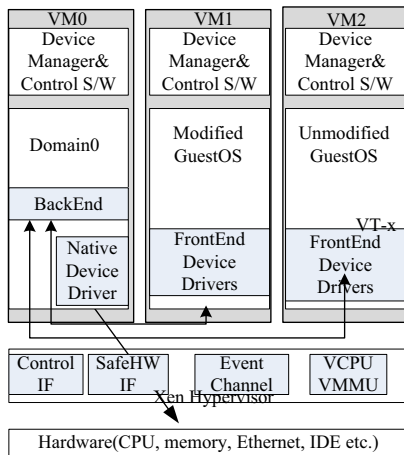 VM0
VM1
VM2
Device
Manager&
Control S/W
Device
Manager&
Control S/W
Device
Manager&
Control S/W
Domain0
Modified
GuestOS
Unmodified
GuestOS
BackEnd
VT-x
Native
Device
Driver
FrontEnd
Device
Drivers
FrontEnd
Device
Drivers
Control
IF
SafeHW
IF
Event
Channel
VCPU
VMMU
Xen Hypervisor
Hardware(CPU, memory, Ethernet, IDE etc.)